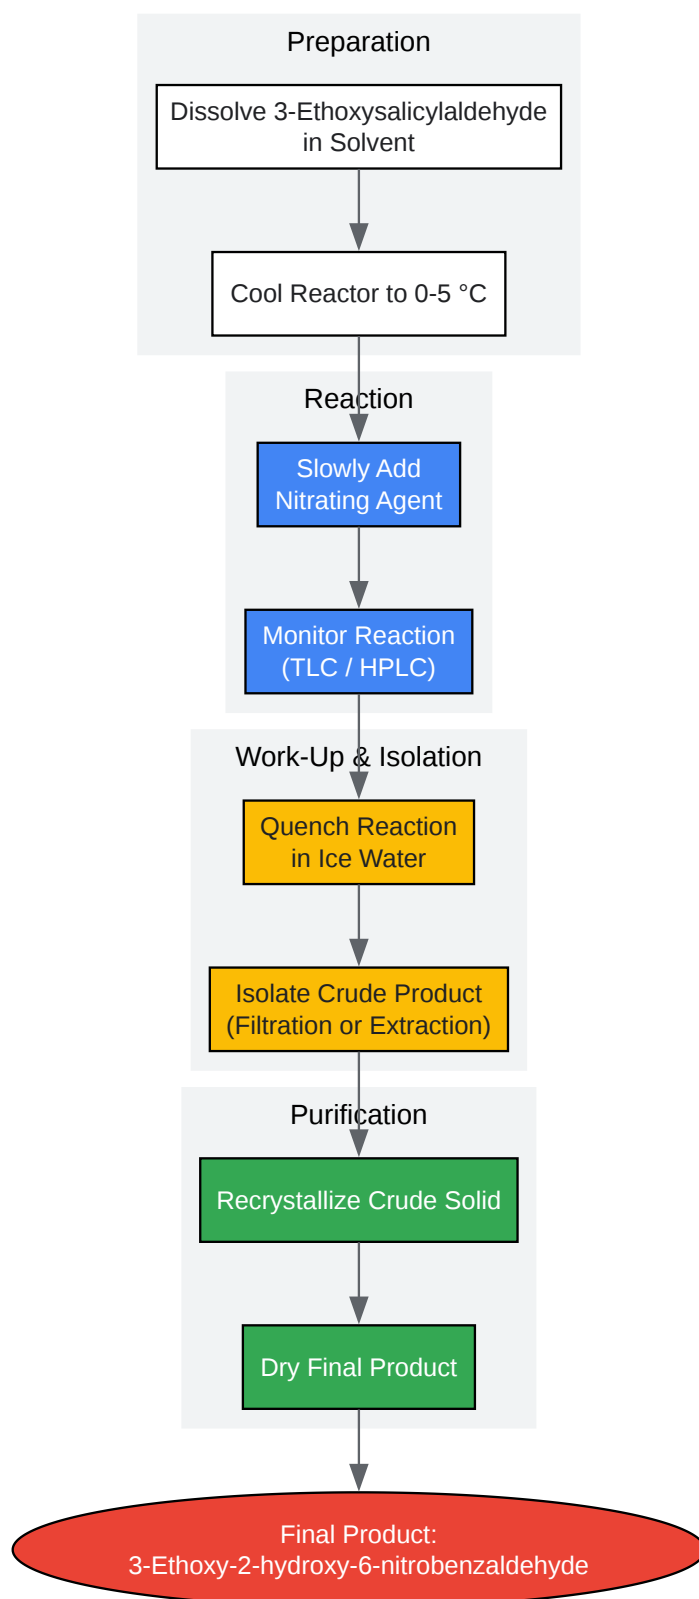 Preparation
Dissolve 3-Ethoxysalicylaldehyde
in Solvent
Cool Reactor to 0-5 °C
Reaction
Slowly Add
Nitrating Agent
Monitor Reaction
(TLC / HPLC)
Work-Up & Isolation
Quench Reaction
in Ice Water
Isolate Crude Product
(Filtration or Extraction)
Purification
Recrystallize Crude Solid
Dry Final Product
Final Product:
3-Ethoxy-2-hydroxy-6-nitrobenzaldehyde